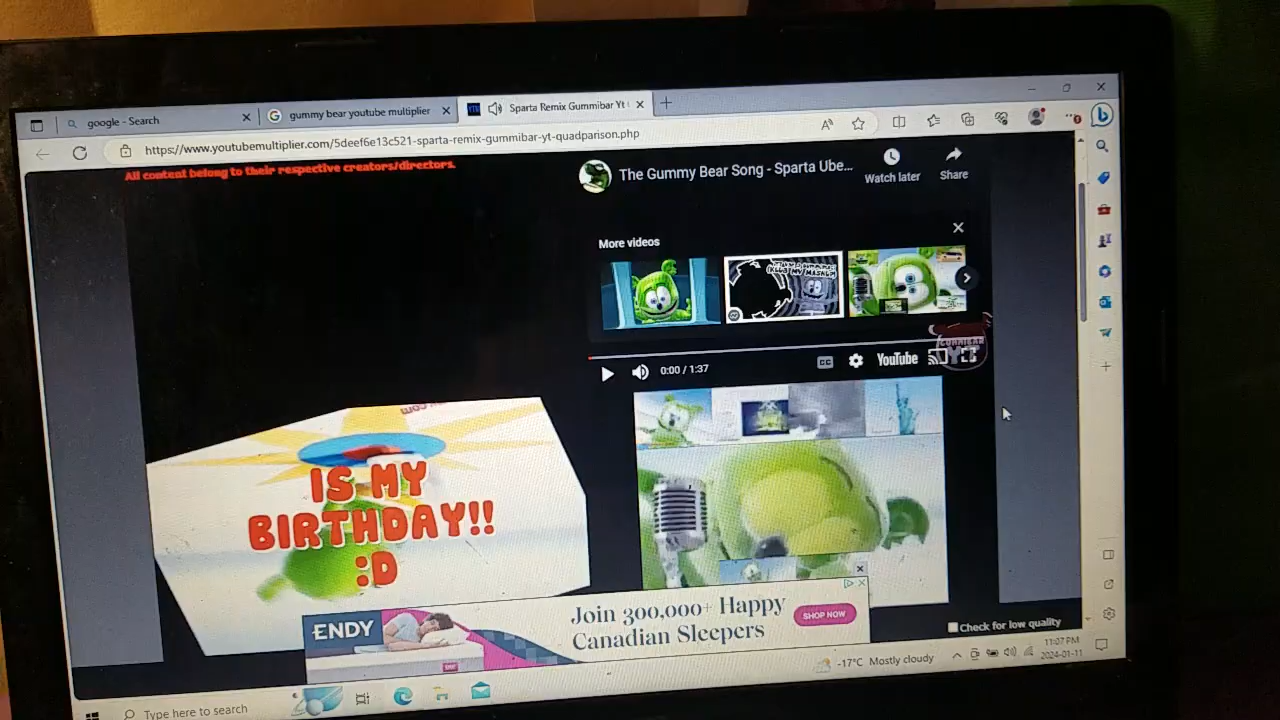 google - Search
gummy bear youtube multiplier
Sparta Remix Gummibar Yt
https://www.youtubemultiplier.com/5deef6e13c521-sparta-remix-gummibar-yt-quadparison.php
All content belong to their respective creators/directors.
The Gummy Bear Song - Sparta Ube...
Watch later
Share
More videos
0:00 / 1:37
CC
YouTube
IS MY
BIRTHDAY!!
:D
ENDY
Join 300,000+ Happy
Canadian Sleepers
SHOP NOW
Check for low quality
-17°C Mostly cloudy
11:07 PM
2024-01-11
Type here to search